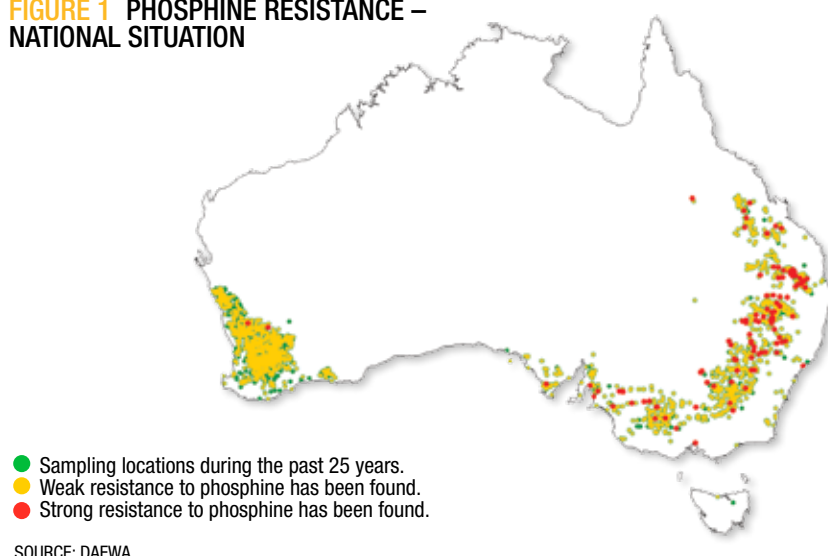 FIGURE 1 PHOSPHINE RESISTANCE –
NATIONAL SITUATION
Sampling locations during the past 25 years.
Weak resistance to phosphine has been found.
Strong resistance to phosphine has been found.
SOURCE: DAFWA